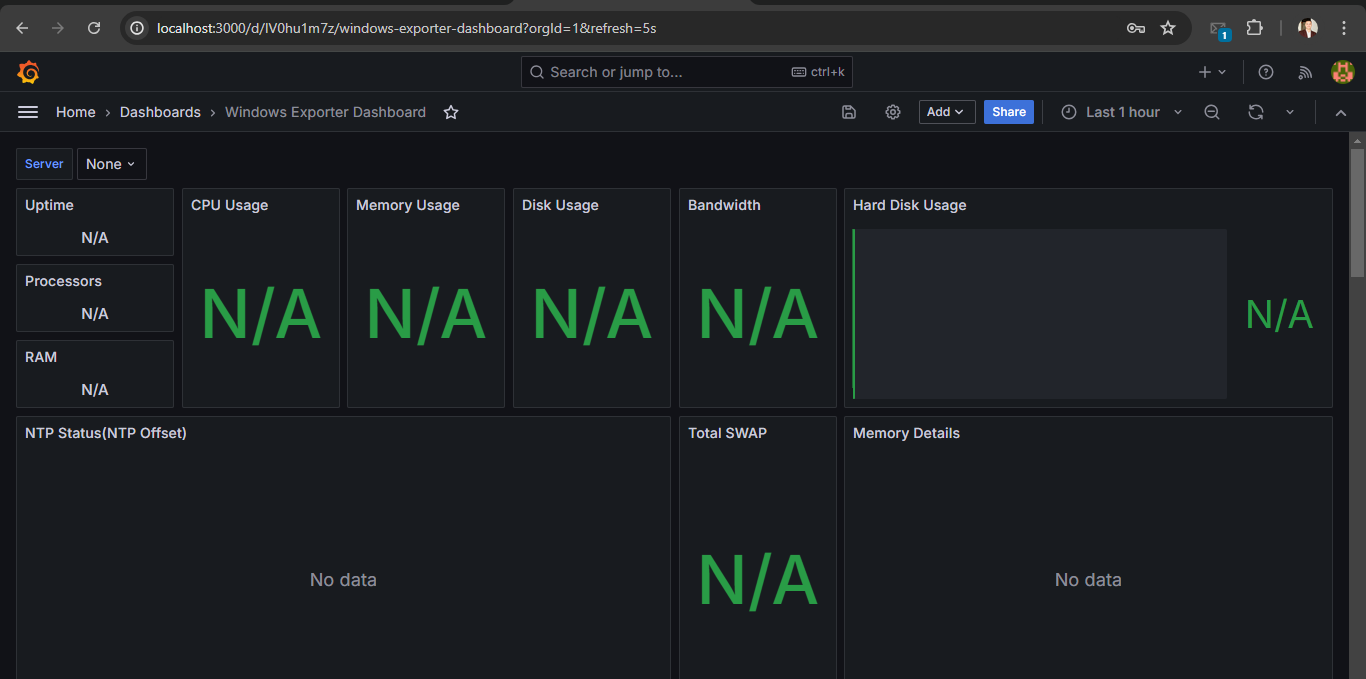 localhost:3000/d/lV0hu1m7z/windows-exporter-dashboard?orgId=1&refresh=5s
1
Search or jump to... ctrl+k
Home › Dashboards › Windows Exporter Dashboard
Add
Share
Last 1 hour
Server None
Uptime
N/A
Processors
N/A
RAM
N/A
CPU Usage
N/A
Memory Usage
N/A
Disk Usage
N/A
Bandwidth
N/A
Hard Disk Usage
N/A
NTP Status(NTP Offset)
No data
Total SWAP
N/A
Memory Details
No data